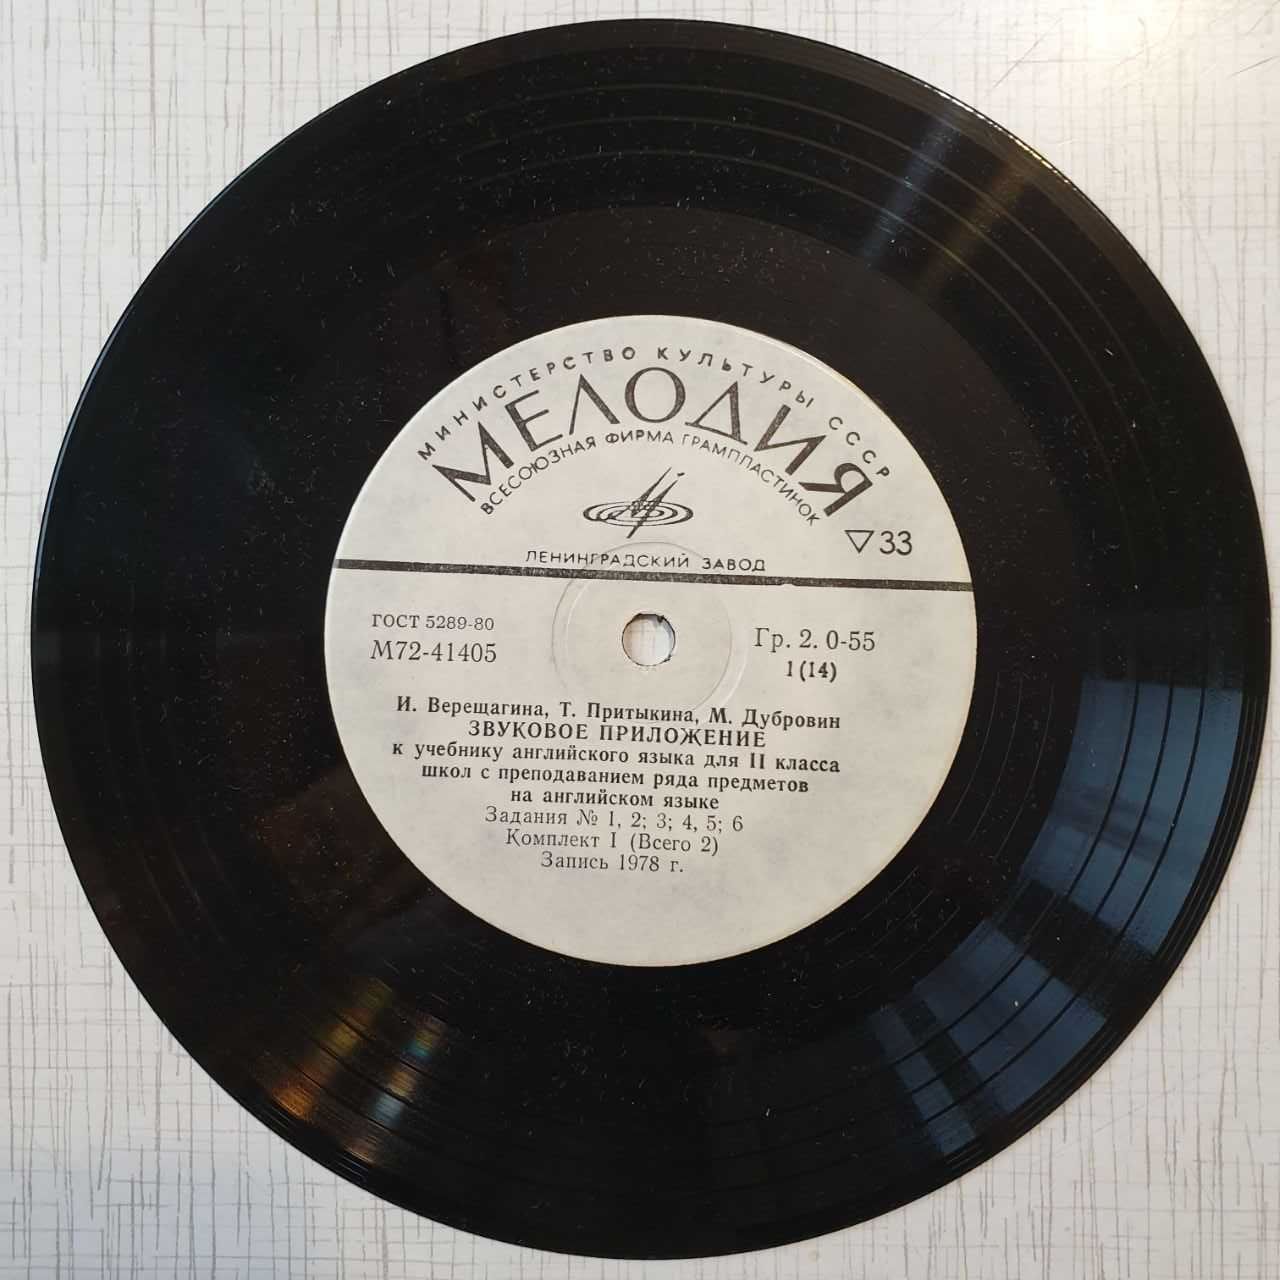 МИНИСТЕРСТВО КУЛЬТУРЫ СССР
МЕЛОДИЯ
ВСЕСОЮЗНАЯ ФИРМА ГРАМПЛАСТИНОК
ЛЕНИНГРАДСКИЙ ЗАВОД
▽33
ГОСТ 5289-80
М72-41405
Гр. 2. 0-55
1(14)
И. Верещагина, Т. Притыкина, М. Дубровин
ЗВУКОВОЕ ПРИЛОЖЕНИЕ
к учебнику английского языка для II класса
школ с преподаванием ряда предметов
на английском языке
Задания № 1, 2; 3; 4, 5; 6
Комплект I (Всего 2)
Запись 1978 г.